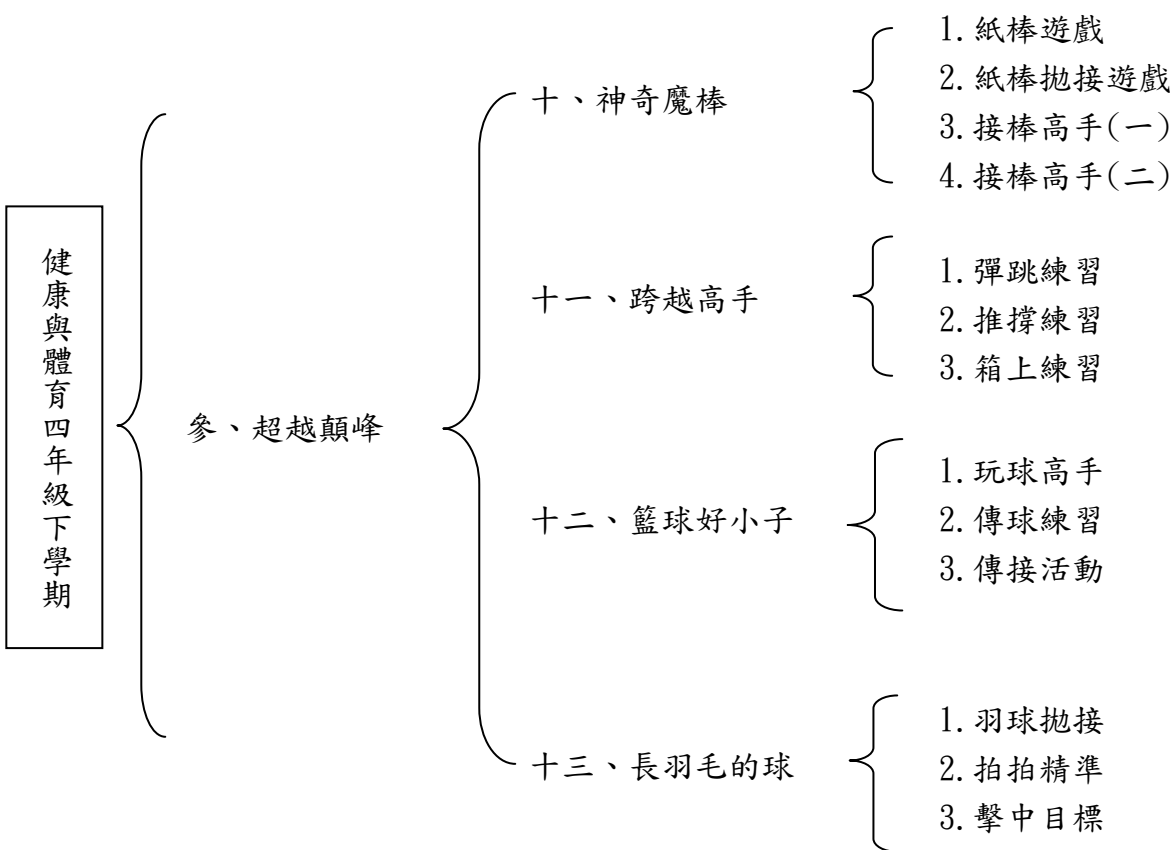 健康與體育四年級下學期
參、超越顛峰
十、神奇魔棒
1.紙棒遊戲
2.紙棒拋接遊戲
3.接棒高手(一)
4.接棒高手(二)
十一、跨越高手
1.彈跳練習
2.推撐練習
3.箱上練習
十二、籃球好小子
1.玩球高手
2.傳球練習
3.傳接活動
十三、長羽毛的球
1.羽球拋接
2.拍拍精準
3.擊中目標